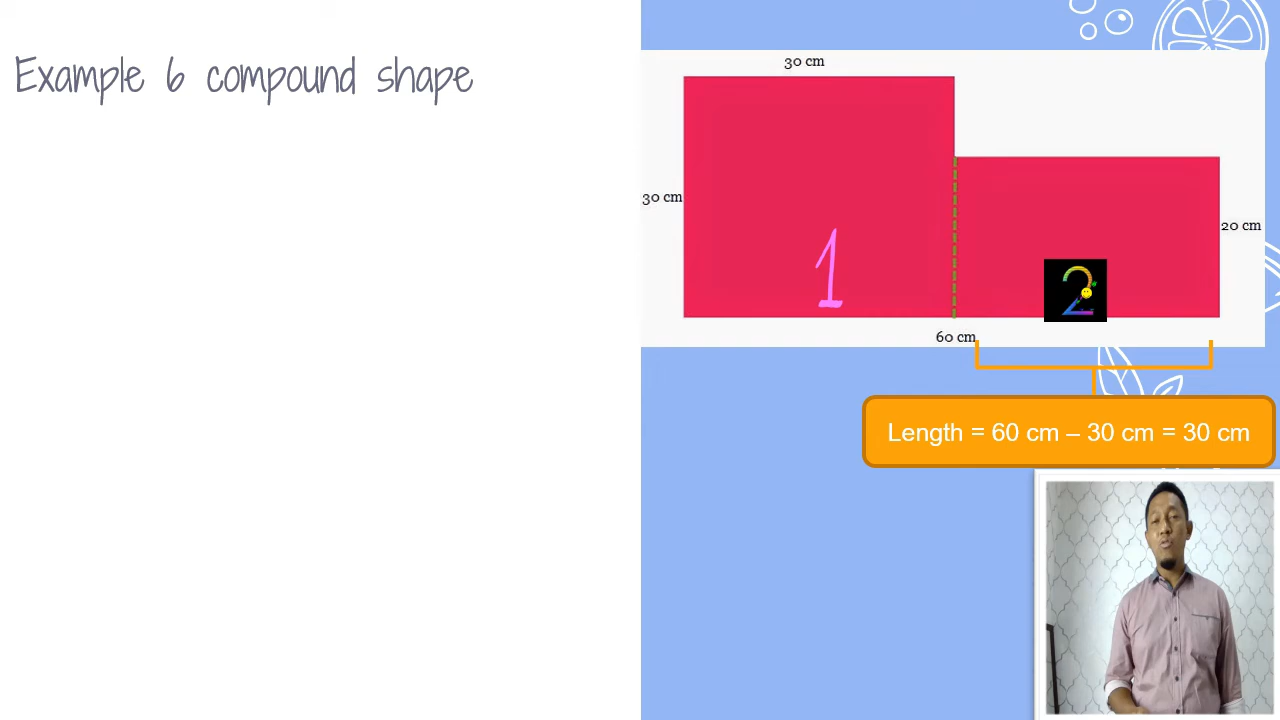 Example 6 compound shape
30 cm
30 cm
20 cm
1
2
60 cm
Length = 60 cm – 30 cm = 30 cm